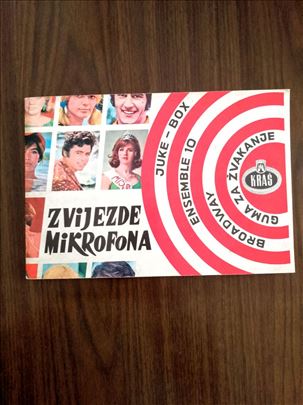 JUKE - BOX
ENSEMBLE 10
BROADWAY
GUMA ZA ŽVAKANJE
KRAŠ
ZViJEZDE
MiKROFONA